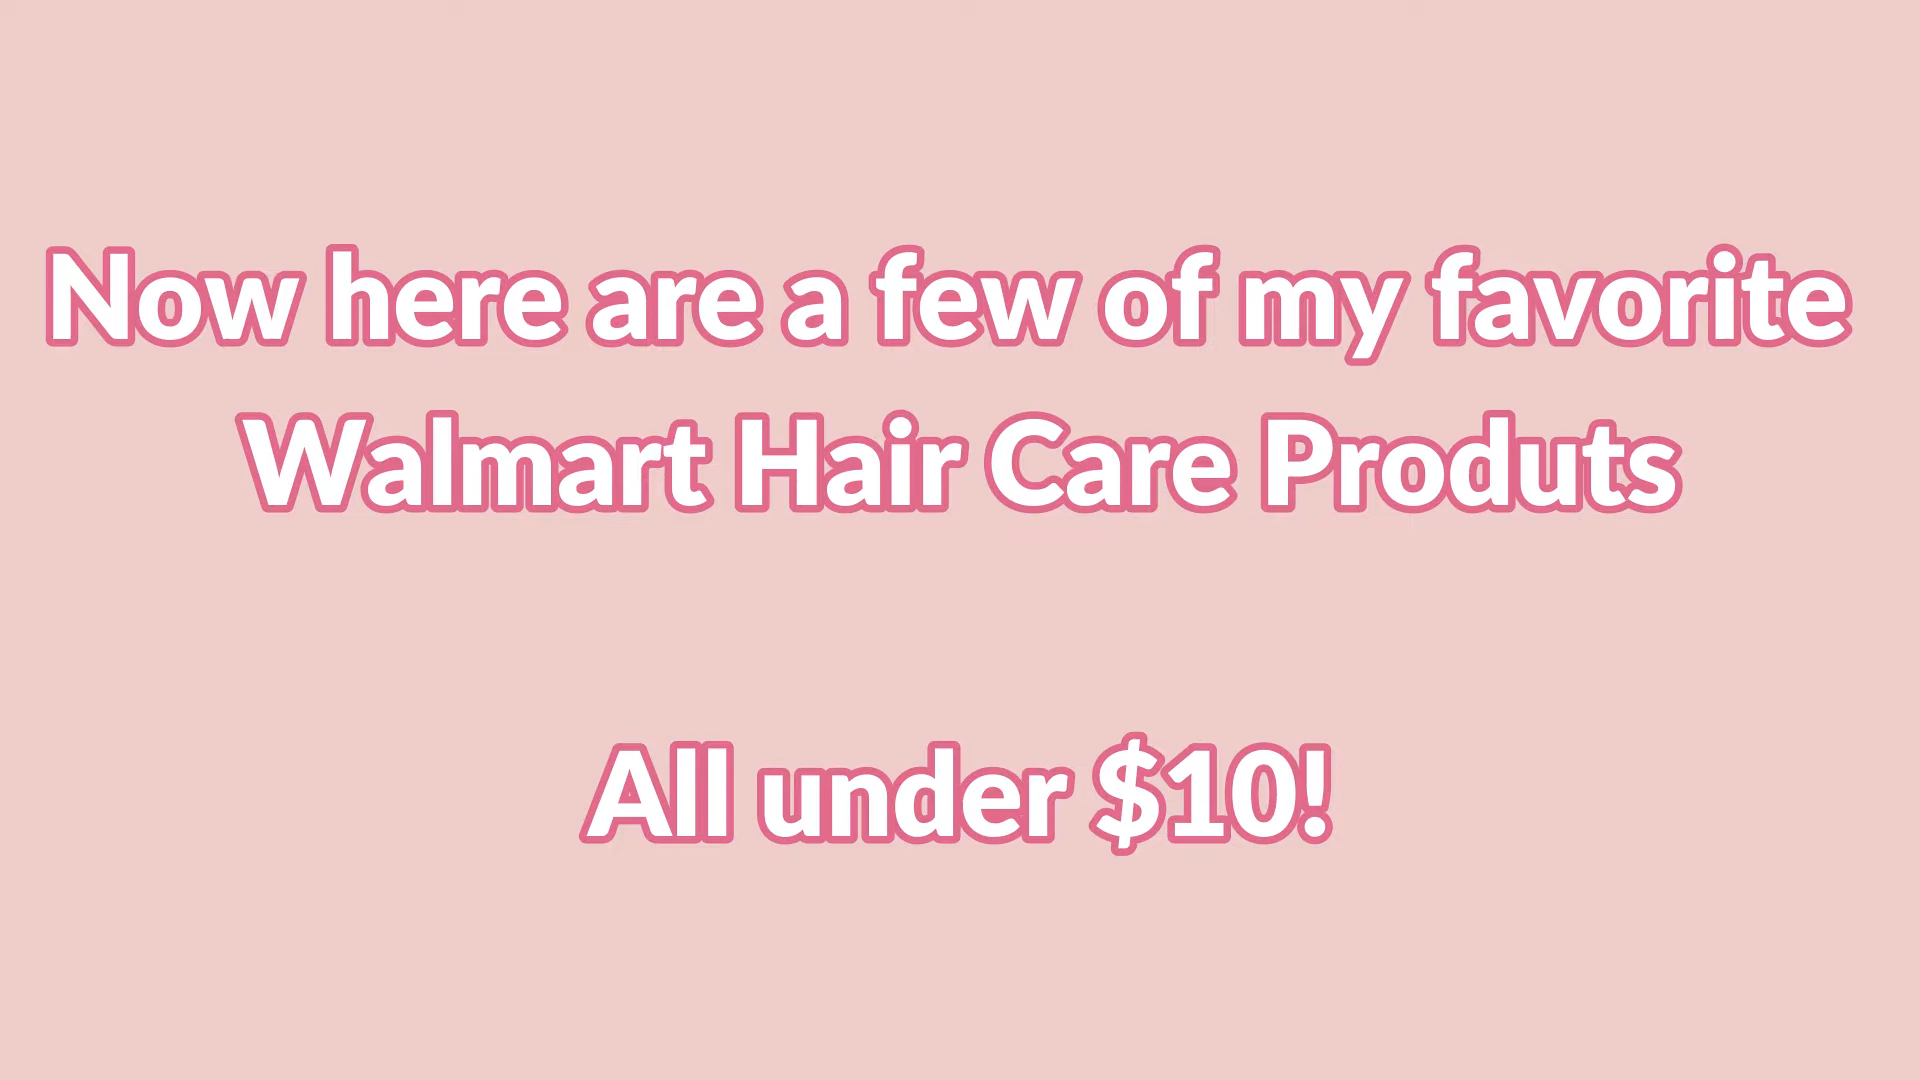 Now here are a few of my favorite
Walmart Hair Care Produts
All under $10!